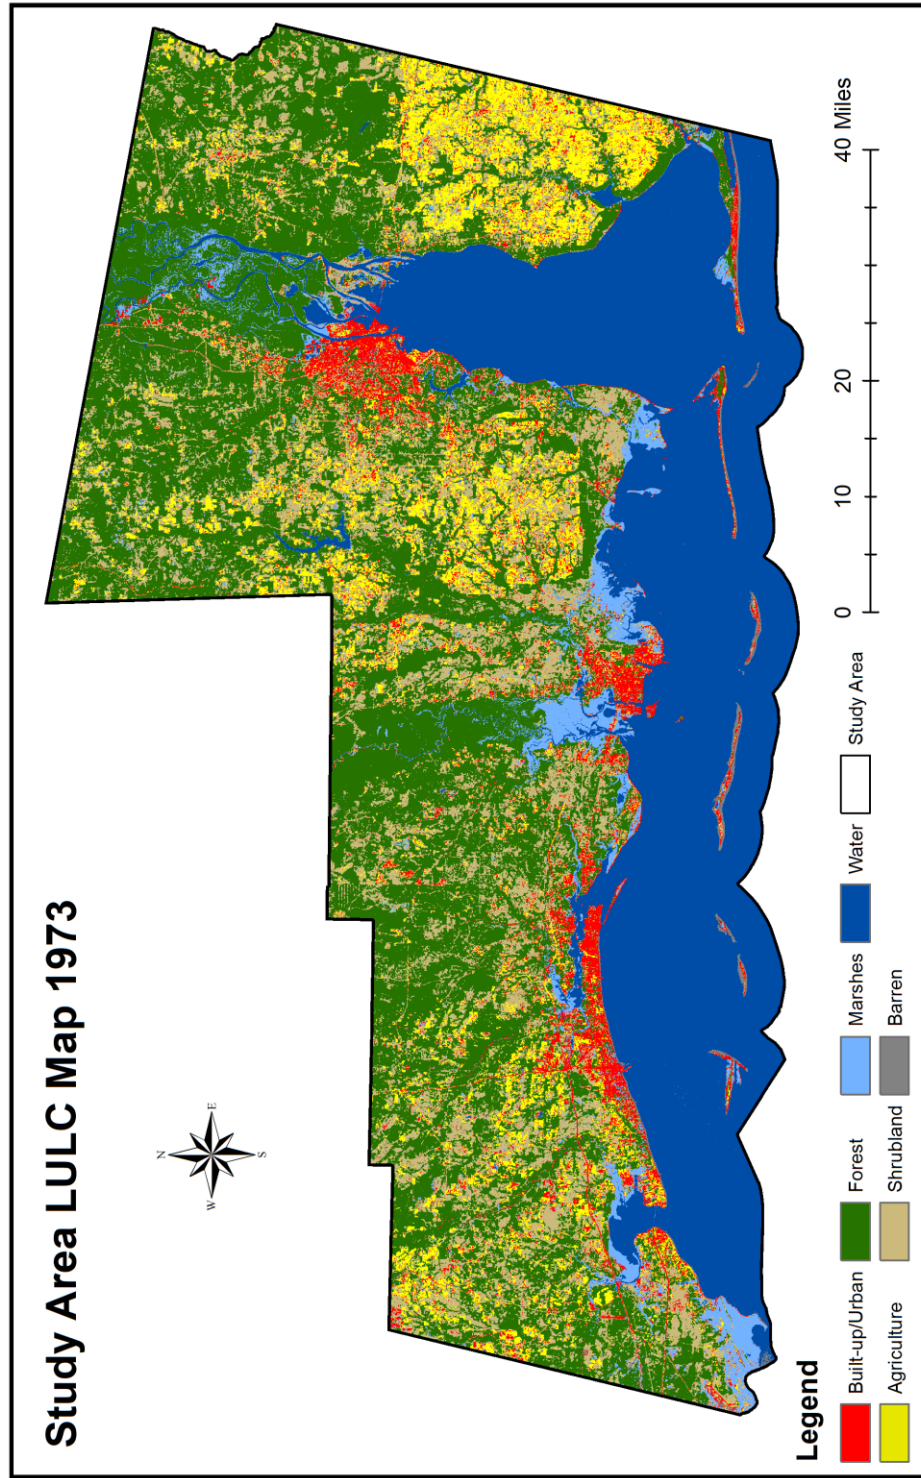 Study Area LULC Map 1973
N
W E
S
Legend
Built-up/Urban Forest Marshes Water Study Area
Agriculture Shrubland Barren
0 10 20 40 Miles